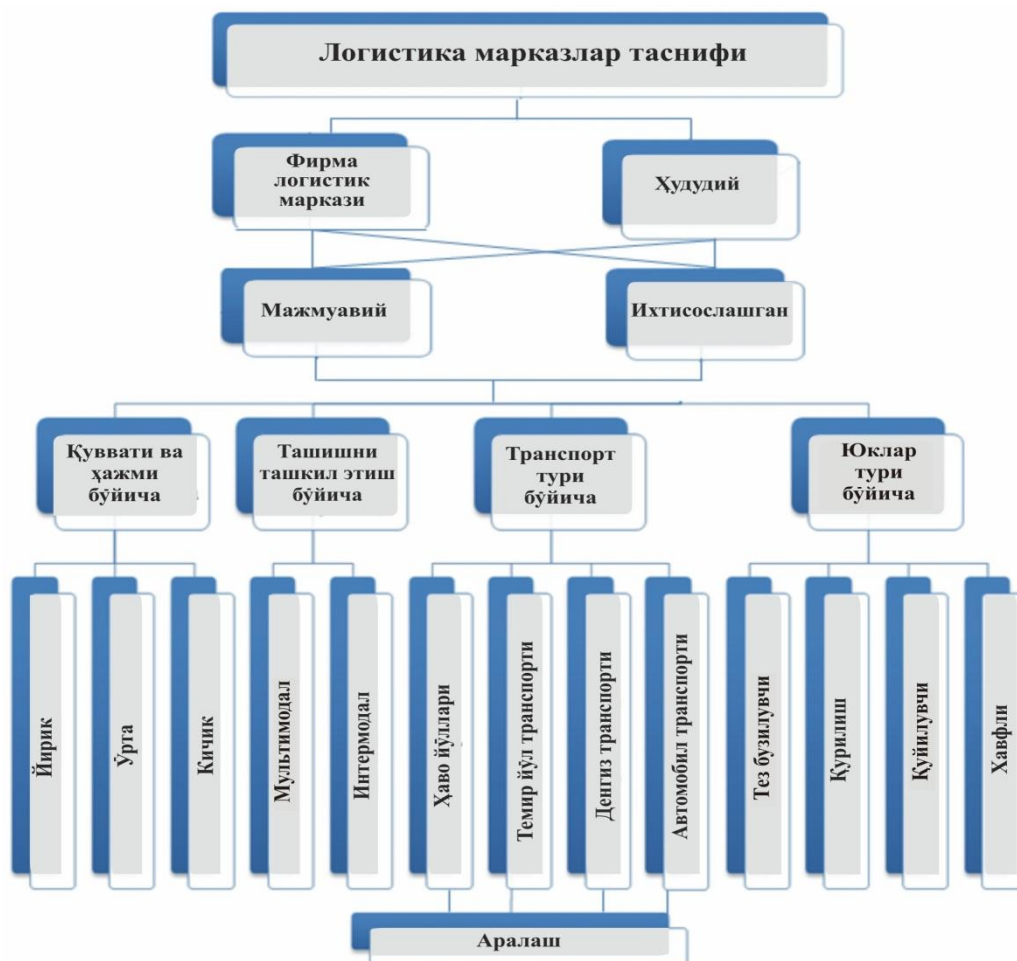 Логистика марказлар таснифи
Фирма
логистик
маркази
Ҳудудий
Мажмуавий
Ихтисослашган
Қуввати ва
ҳажми
бўйича
Ташишни
ташкил этиш
бўйича
Транспорт
тури
бўйича
Юклар
тури
бўйича
Йирик
Ўрта
Кичик
Мультимодал
Интермодал
Ҳаво йўллари
Темир йўл транспорти
Денгиз транспорти
Автомобил транспорти
Тез бузилувчи
Қурилиш
Қуйилувчи
Хавфли
Аралаш